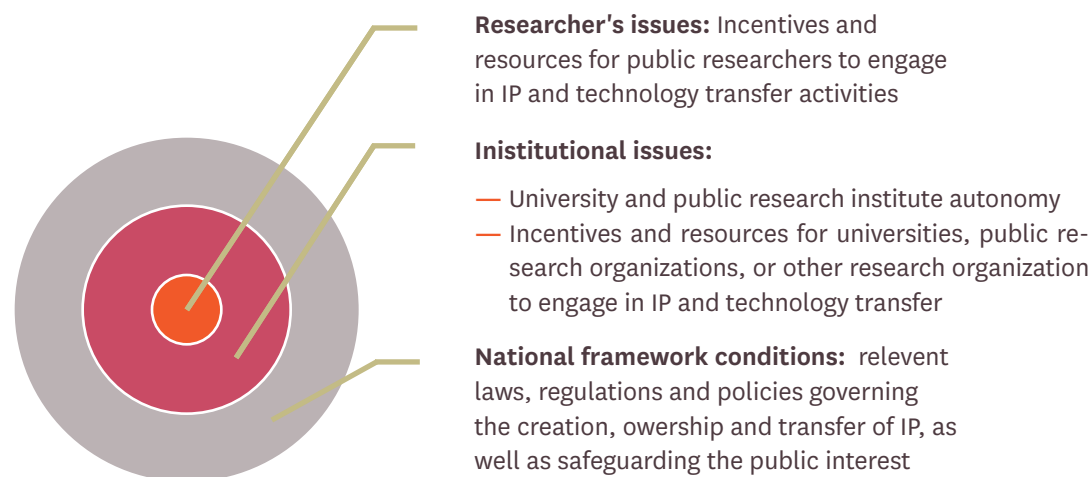 Researcher's issues: Incentives and
resources for public researchers to engage
in IP and technology transfer activities
Inistitutional issues:
— University and public research institute autonomy
— Incentives and resources for universities, public re-
search organizations, or other research organization
to engage in IP and technology transfer
National framework conditions: relevent
laws, regulations and policies governing
the creation, owership and transfer of IP, as
well as safeguarding the public interest